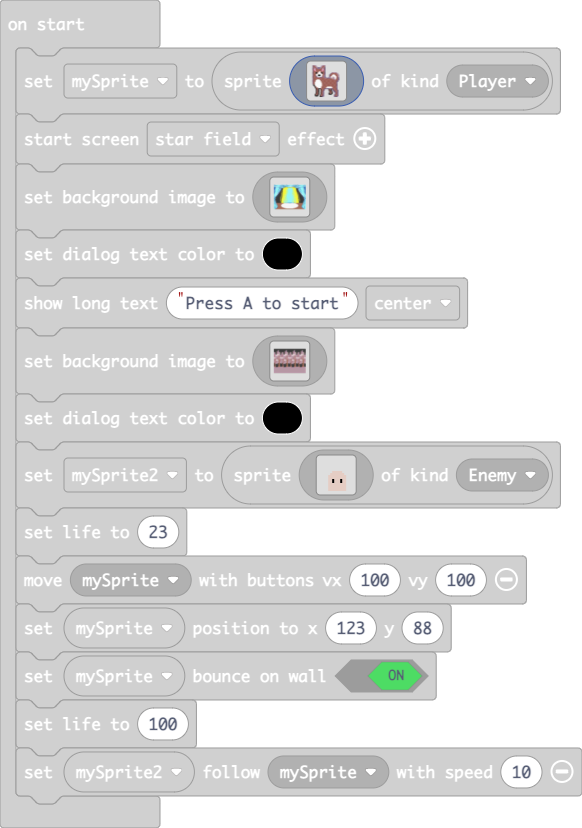 on start
set mySprite to sprite of kind Player
start screen star field effect
set background image to
set dialog text color to
show long text "Press A to start" center
set background image to
set dialog text color to
set mySprite2 to sprite of kind Enemy
set life to 23
move mySprite with buttons vx 100 vy 100
set mySprite position to x 123 y 88
set mySprite bounce on wall ON
set life to 100
set mySprite2 follow mySprite with speed 10